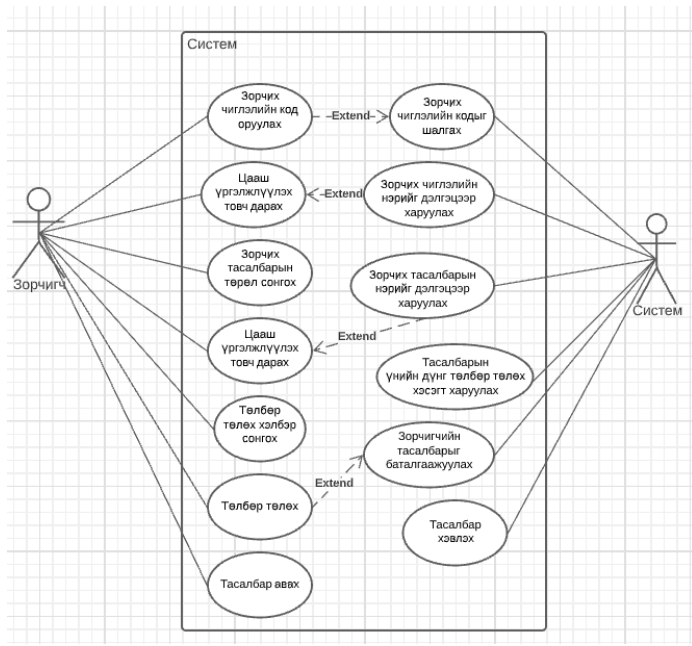 Систем
Зорчих
чиглэлийн код
оруулах
Extend
Зорчих
чиглэлийн кодыг
шалгах
Цааш
үргэлжлүүлэх
товч дарах
Extend
Зорчих чиглэлийн
нэрийг дэлгэцээр
харуулах
Зорчигч
Зорчих
тасалбарын
төрөл сонгох
Зорчих тасалбарын
нэрийг дэлгэцээр
харуулах
Систем
Цааш
үргэлжлүүлэх
товч дарах
Extend
Тасалбарын
үнийн дүнг төлбөр төлөх
хэсэгт харуулах
Төлбөр
төлөх хэлбэр
сонгох
Зорчигчийн
тасалбарыг
баталгаажуулах
Extend
Төлбөр төлөх
Тасалбар
хэвлэх
Тасалбар авах